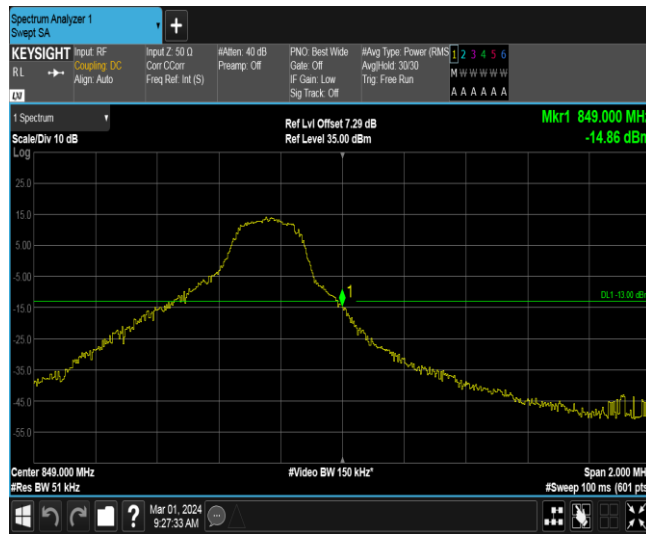 Spectrum Analyzer 1
Swept SA
+
KEYSIGHT
RL
LXI
Input: RF
Coupling: DC
Align: Auto
Input Z: 50 Ω
Corr CCorr
Freq Ref: Int (S)
#Atten: 40 dB
Preamp: Off
PNO: Best Wide
Gate: Off
IF Gain: Low
Sig Track: Off
#Avg Type: Power (RMS
Avg|Hold: 30/30
Trig: Free Run
1 2 3 4 5 6
M W W W W W
A A A A A A
1 Spectrum
Scale/Div 10 dB
Ref Lvl Offset 7.29 dB
Ref Level 35.00 dBm
Mkr1 849.000 MHz
-14.86 dBm
Log
25.0
15.0
5.00
-5.00
1
DL1 -13.00 dBm
-15.0
-25.0
-35.0
-45.0
-55.0
Center 849.000 MHz
#Video BW 150 kHz*
Span 2.000 MHz
#Res BW 51 kHz
#Sweep 100 ms (601 pts)
?
Mar 01, 2024
9:27:33 AM